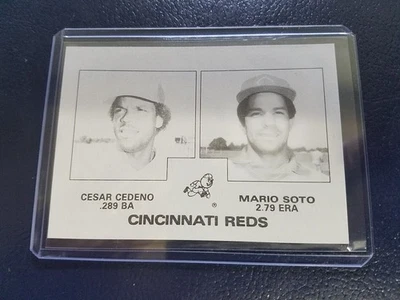 CESAR CEDENO
.289 BA
MARIO SOTO
2.79 ERA
®
CINCINNATI REDS